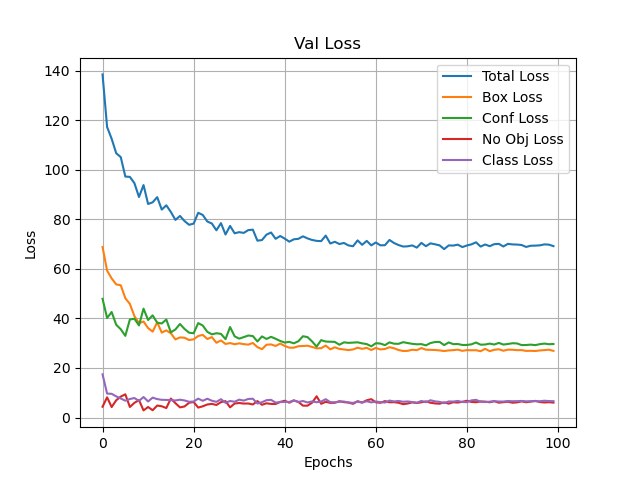 Val Loss
140
120
100
80
60
40
20
0
Loss
0
20
40
60
80
100
Epochs
Total Loss
Box Loss
Conf Loss
No Obj Loss
Class Loss